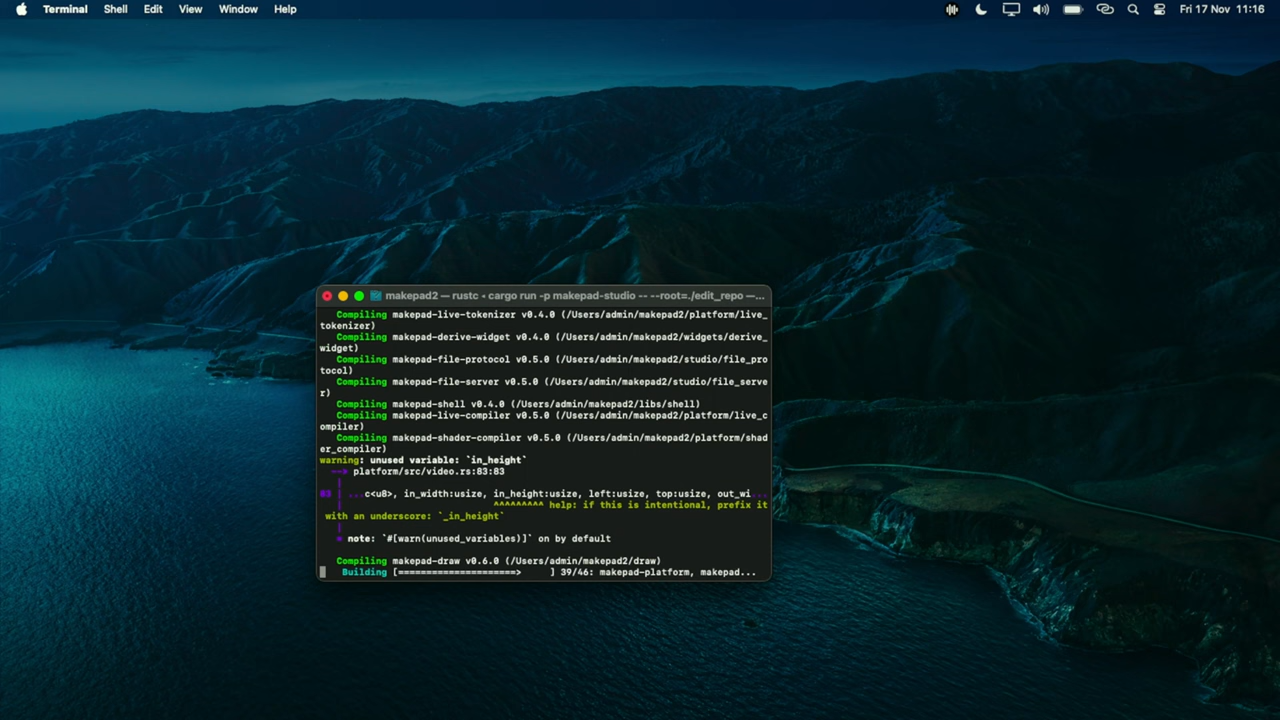 Terminal Shell Edit View Window Help Fri 17 Nov 11:16
makepad2 — rustc ◂ cargo run -p makepad-studio -- --root=./edit_repo —...
Compiling makepad-live-tokenizer v0.4.0 (/Users/admin/makepad2/platform/live_
tokenizer)
Compiling makepad-derive-widget v0.4.0 (/Users/admin/makepad2/widgets/derive_
widget)
Compiling makepad-file-protocol v0.5.0 (/Users/admin/makepad2/studio/file_pro
tocol)
Compiling makepad-file-server v0.5.0 (/Users/admin/makepad2/studio/file_serve
r)
Compiling makepad-shell v0.4.0 (/Users/admin/makepad2/libs/shell)
Compiling makepad-live-compiler v0.5.0 (/Users/admin/makepad2/platform/live_c
ompiler)
Compiling makepad-shader-compiler v0.5.0 (/Users/admin/makepad2/platform/shad
er_compiler)
warning: unused variable: `in_height`
--> platform/src/video.rs:83:83
|
83 | ...c<u8>, in_width:usize, in_height:usize, left:usize, top:usize, out_wi...
| ^^^^^^^^^ help: if this is intentional, prefix it
with an underscore: `_in_height`
|
= note: `#[warn(unused_variables)]` on by default
Compiling makepad-draw v0.6.0 (/Users/admin/makepad2/draw)
Building [=====================> ] 39/46: makepad-platform, makepad...